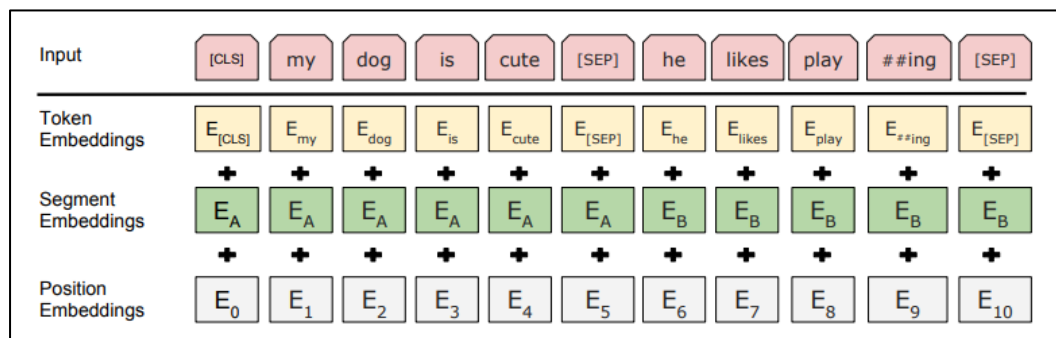 Input [CLS] my dog is cute [SEP] he likes play ##ing [SEP]
Token Embeddings E[CLS] Emy Edog Eis Ecute E[SEP] Ehe Elikes Eplay E##ing E[SEP]
+ + + + + + + + + + +
Segment Embeddings EA EA EA EA EA EA EB EB EB EB EB
+ + + + + + + + + + +
Position Embeddings E0 E1 E2 E3 E4 E5 E6 E7 E8 E9 E10